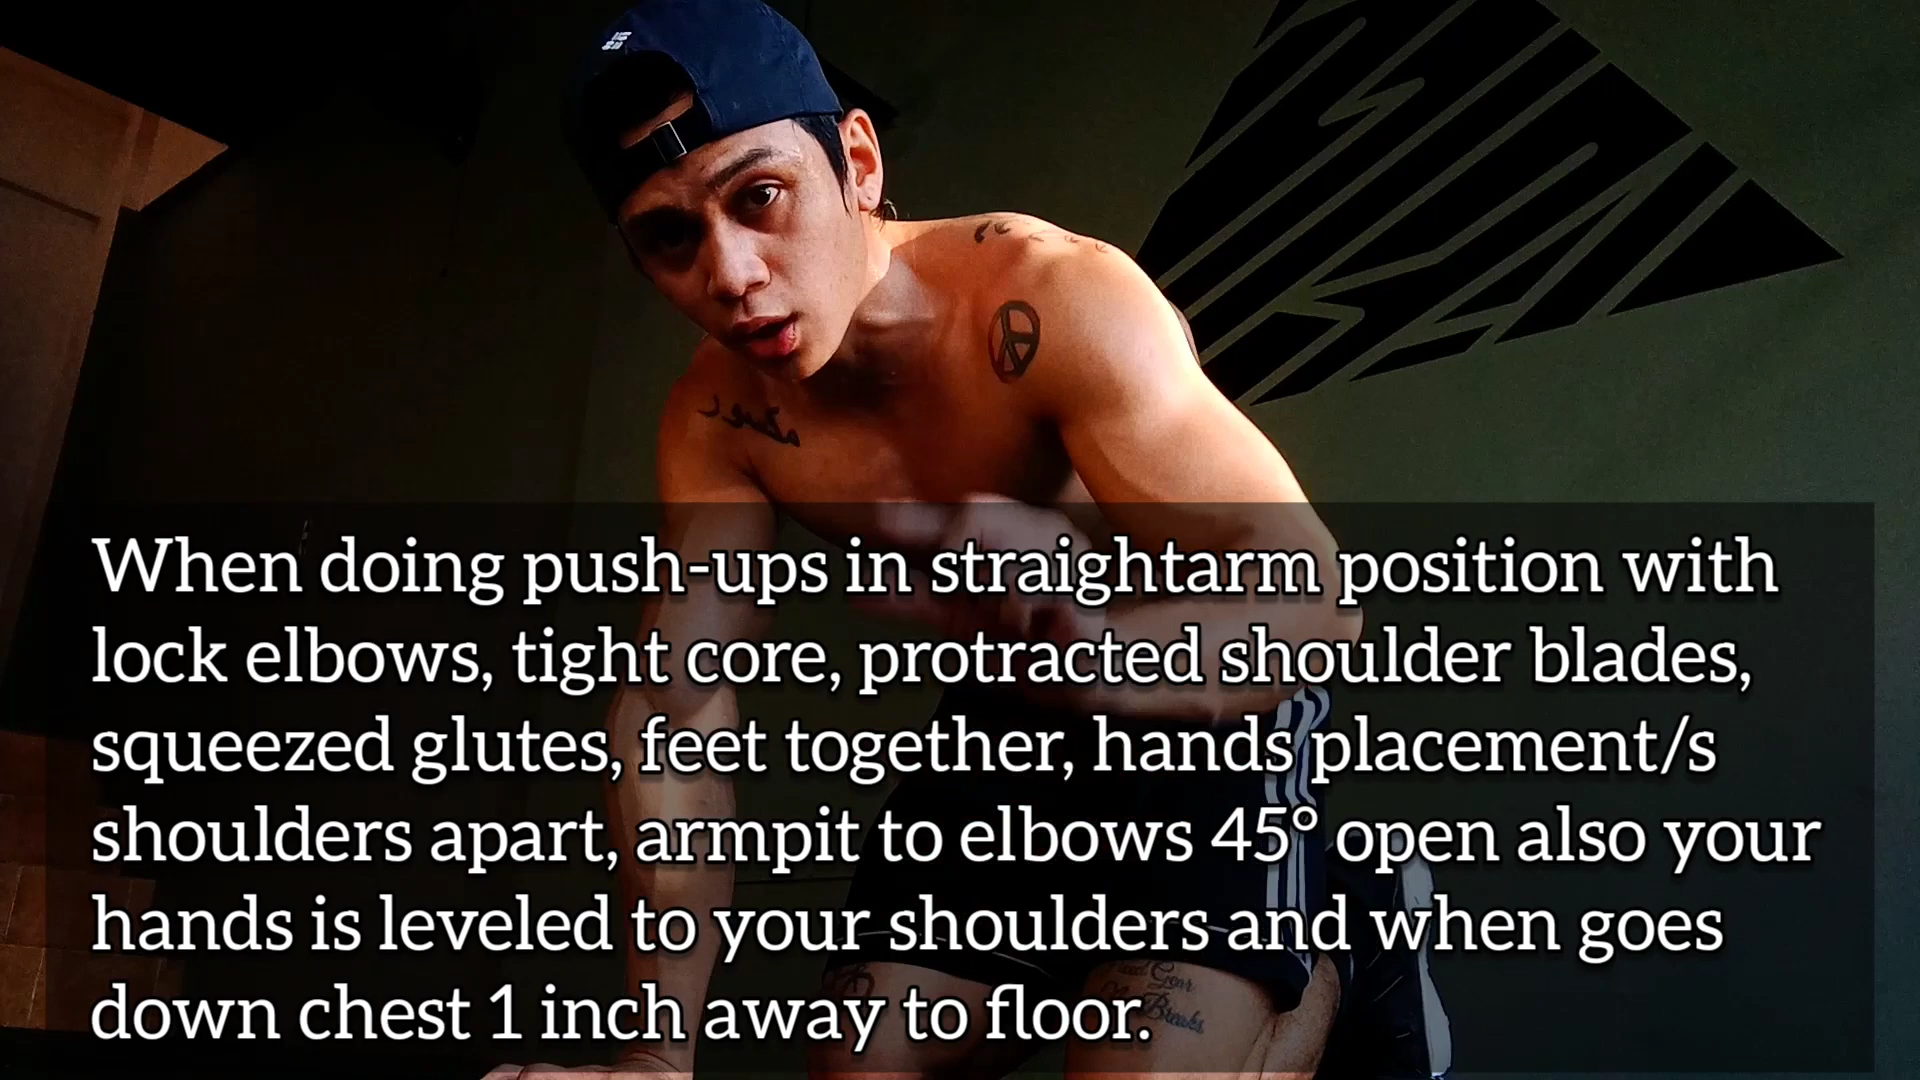 When doing push-ups in straightarm position with
lock elbows, tight core, protracted shoulder blades,
squeezed glutes, feet together, hands placement/s
shoulders apart, armpit to elbows 45° open also your
hands is leveled to your shoulders and when goes
down chest 1 inch away to floor.
Gear
Breaks